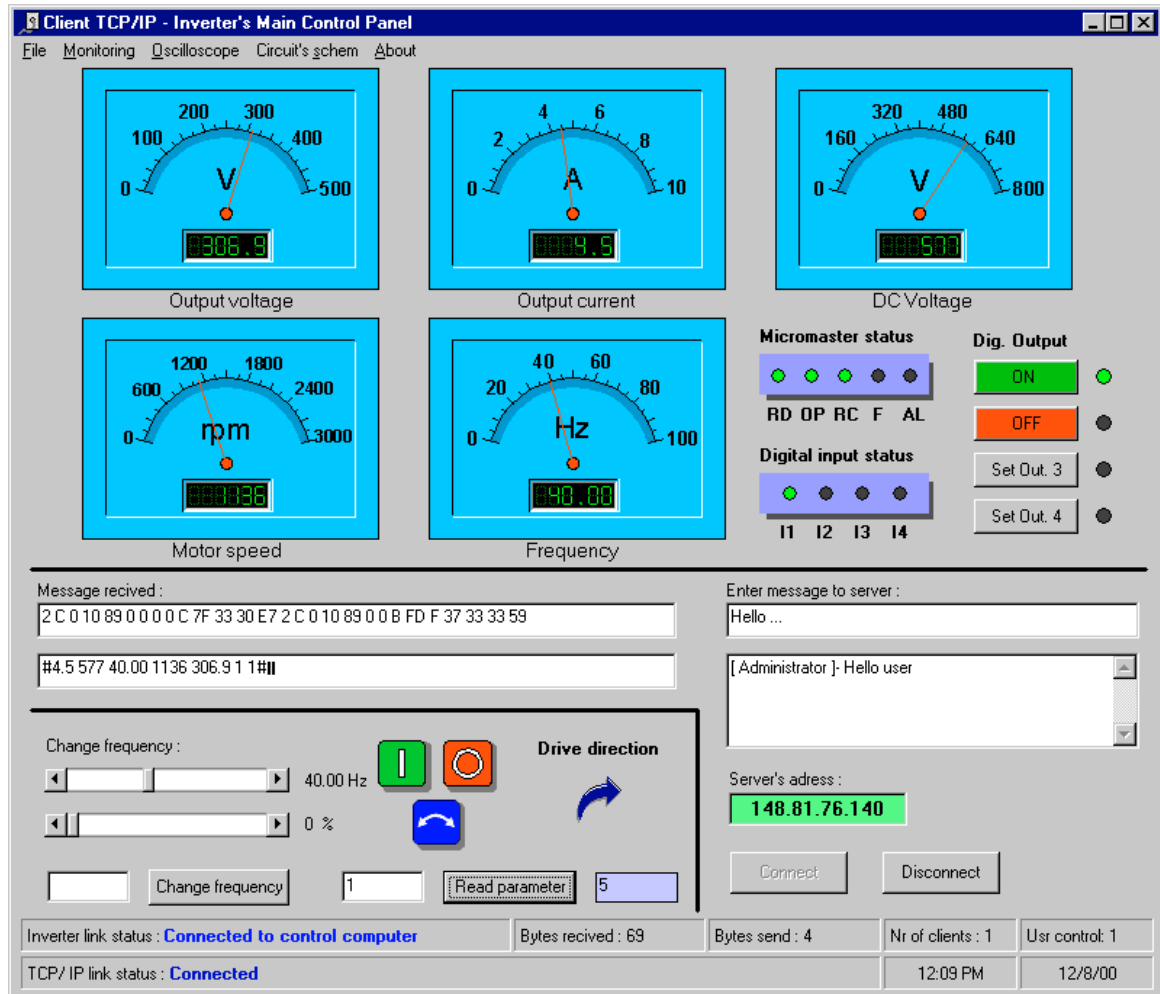 Client TCP/IP - Inverter's Main Control Panel
File Monitoring Oscilloscope Circuit's schem About
0 100 200 300 400 500
V
306.9
Output voltage
0 2 4 6 8 10
A
4.5
Output current
0 160 320 480 640 800
V
577
DC Voltage
0 600 1200 1800 2400 3000
rpm
1136
Motor speed
0 20 40 60 80 100
Hz
40.00
Frequency
Micromaster status
RD OP RC F AL
Digital input status
I1 I2 I3 I4
Dig. Output
ON
OFF
Set Out. 3
Set Out. 4
Message recived :
2 C 0 10 89 0 0 0 0 C 7F 33 30 E7 2 C 0 10 89 0 0 B FD F 37 33 33 59
#4.5 577 40.00 1136 306.9 1 1#
Enter message to server :
Hello ...
[ Administrator ]- Hello user
Change frequency :
40.00 Hz
0 %
Drive direction
Change frequency
1
Read parameter
5
Server's adress :
148.81.76.140
Connect
Disconnect
Inverter link status : Connected to control computer
Bytes recived : 69
Bytes send : 4
Nr of clients : 1
Usr control: 1
TCP/ IP link status : Connected
12:09 PM
12/8/00